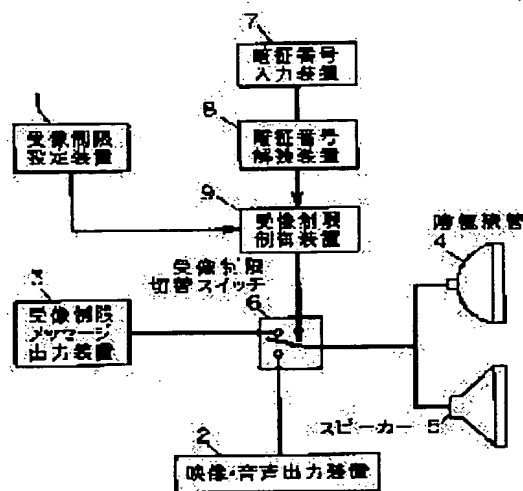 7
暗証番号
入力装置
8
暗証番号
解読装置
1
受像制限
設定装置
9
受像制限
制御装置
陰極線管
4
受像制限
切替スイッチ
6
3
受像制限
メッセージ
出力装置
スピーカー 5
2
映像・音声出力装置